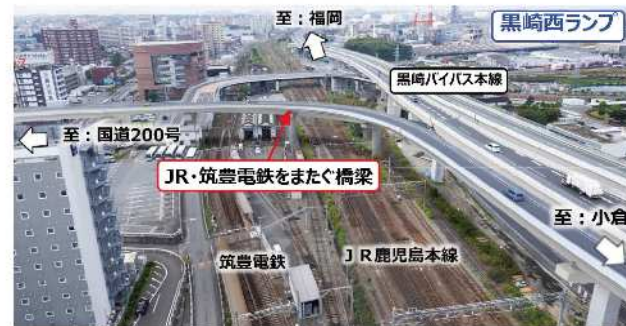 至：福岡
黒崎西ランプ
黒崎バイパス本線
至：国道200号
JR・筑豊電鉄をまたぐ橋梁
至：小倉
筑豊電鉄
ＪＲ鹿児島本線